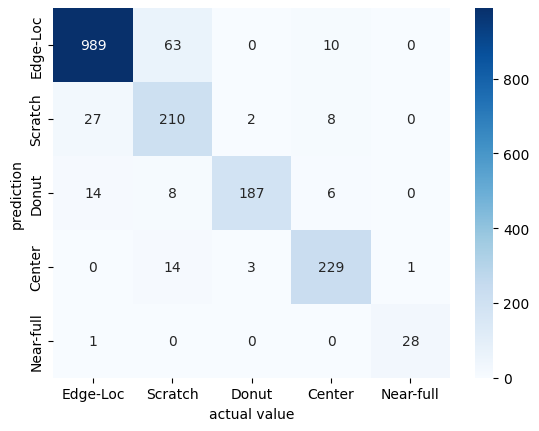 Edge-Loc 989 63 0 10 0
Scratch 27 210 2 8 0
Donut 14 8 187 6 0
Center 0 14 3 229 1
Near-full 1 0 0 0 28
Edge-Loc Scratch Donut Center Near-full
actual value
prediction
800
600
400
200
0